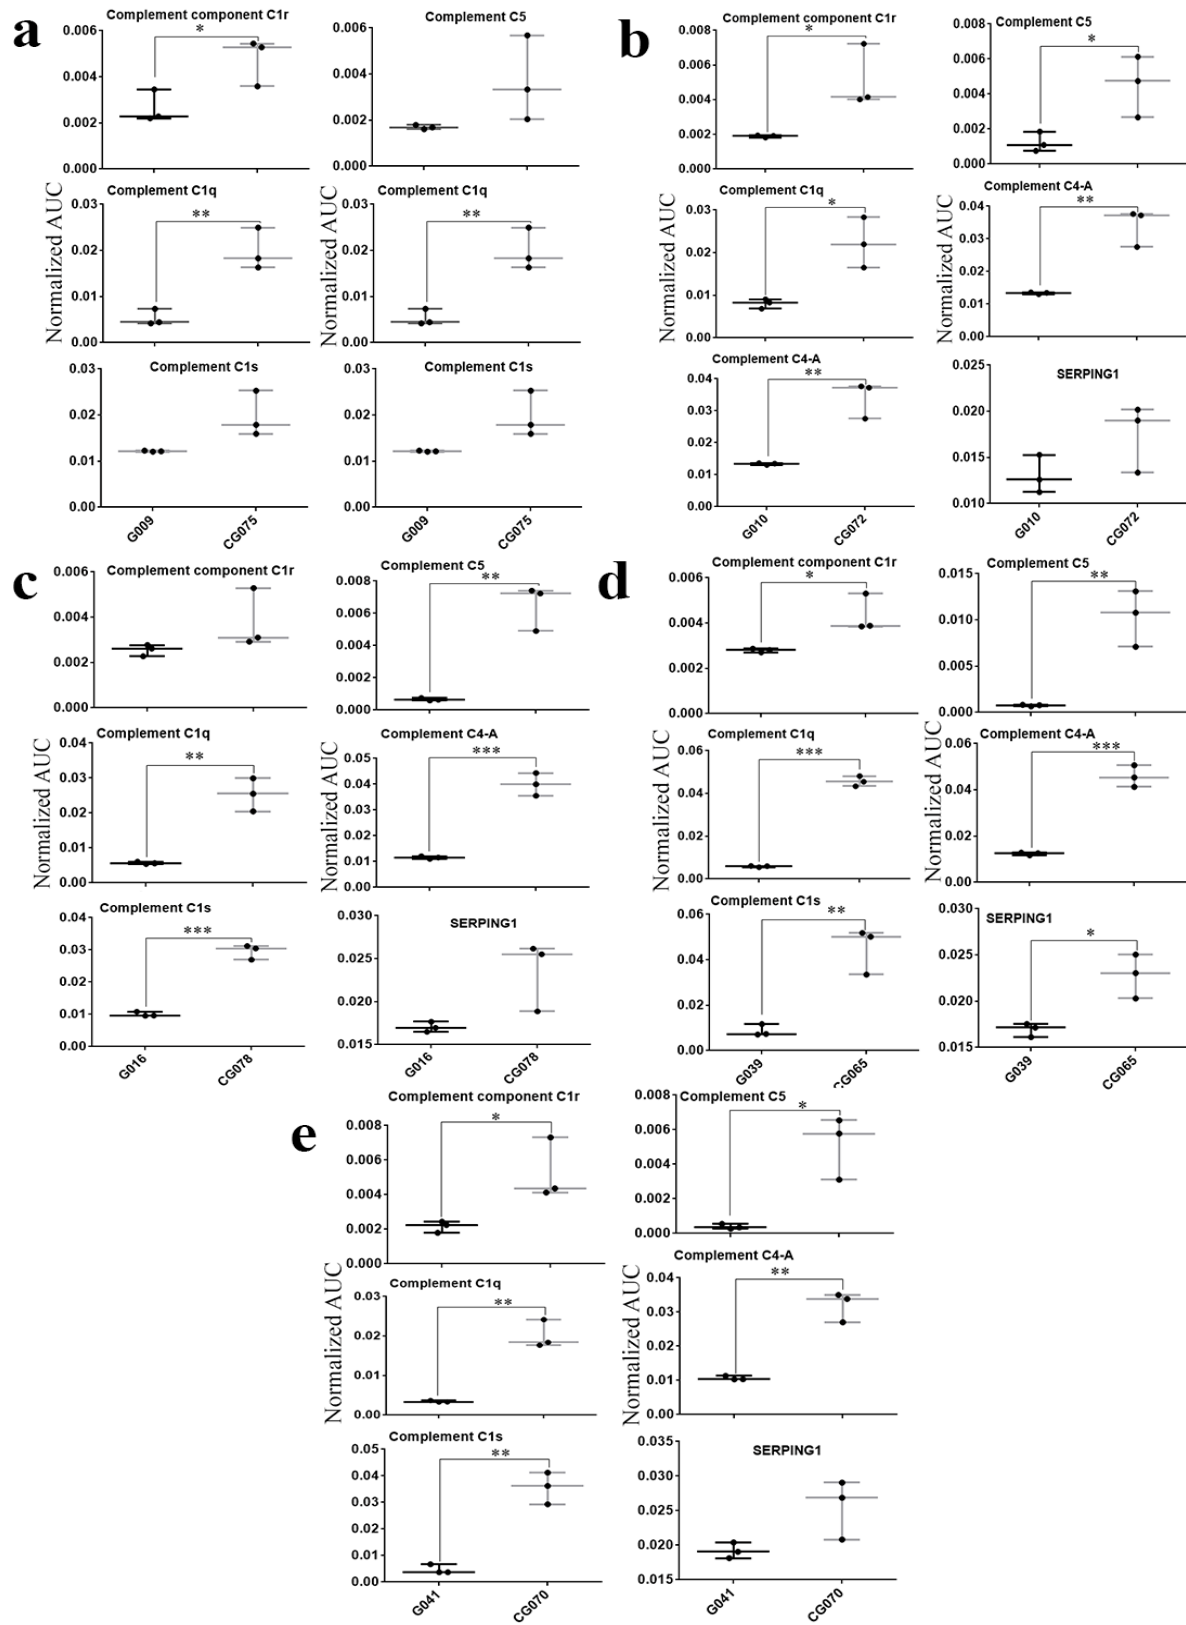 a
Complement component C1r
*
0.006
0.004
0.002
0.000
Complement C5
0.006
0.004
0.002
0.000
Normalized AUC
Complement C1q
**
0.03
0.02
0.01
0.00
Normalized AUC
Complement C1q
**
0.03
0.02
0.01
0.00
Complement C1s
0.03
0.02
0.01
0.00
G009
CG075
Complement C1s
0.03
0.02
0.01
0.00
G009
CG075
b
Complement component C1r
*
0.008
0.006
0.004
0.002
0.000
Complement C5
*
0.008
0.006
0.004
0.002
0.000
Normalized AUC
Complement C1q
*
0.03
0.02
0.01
0.00
Normalized AUC
Complement C4-A
**
0.04
0.03
0.02
0.01
0.00
Complement C4-A
**
0.04
0.03
0.02
0.01
0.00
G010
CG072
SERPING1
0.025
0.020
0.015
0.010
G010
CG072
c
Complement component C1r
0.006
0.004
0.002
0.000
Complement C5
**
0.008
0.006
0.004
0.002
0.000
Normalized AUC
Complement C1q
**
0.04
0.03
0.02
0.01
0.00
Normalized AUC
Complement C4-A
***
0.05
0.04
0.03
0.02
0.01
0.00
Complement C1s
***
0.04
0.03
0.02
0.01
0.00
G016
CG078
SERPING1
0.030
0.025
0.020
0.015
G016
CG078
d
Complement component C1r
*
0.006
0.004
0.002
0.000
Complement C5
**
0.015
0.010
0.005
0.000
Normalized AUC
Complement C1q
***
0.06
0.04
0.02
0.00
Normalized AUC
Complement C4-A
***
0.06
0.04
0.02
0.00
Complement C1s
**
0.06
0.04
0.02
0.00
G039
CG065
SERPING1
*
0.030
0.025
0.020
0.015
G039
CG065
e
Complement component C1r
*
0.008
0.006
0.004
0.002
0.000
Complement C5
*
0.008
0.006
0.004
0.002
0.000
Normalized AUC
Complement C1q
**
0.03
0.02
0.01
0.00
Normalized AUC
Complement C4-A
**
0.04
0.03
0.02
0.01
0.00
Complement C1s
**
0.05
0.04
0.03
0.02
0.01
0.00
G041
CG070
SERPING1
0.035
0.030
0.025
0.020
0.015
G041
CG070